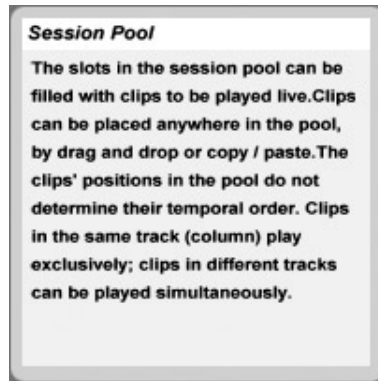 Session Pool
The slots in the session pool can be
filled with clips to be played live.Clips
can be placed anywhere in the pool,
by drag and drop or copy / paste.The
clips' positions in the pool do not
determine their temporal order. Clips
in the same track (column) play
exclusively; clips in different tracks
can be played simultaneously.